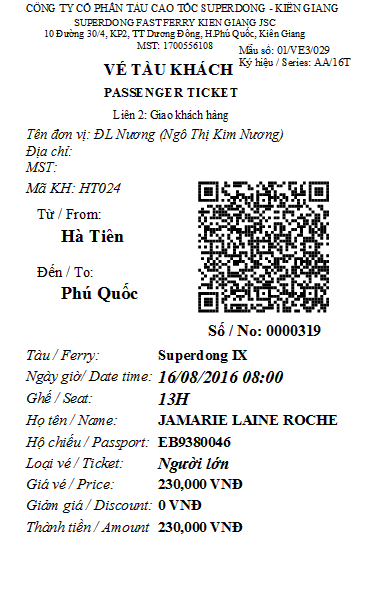 CÔNG TY CỔ PHẦN TÀU CAO TỐC SUPERDONG - KIÊN GIANG
SUPERDONG FAST FERRY KIEN GIANG JSC
10 Đường 30/4, KP2, TT Dương Đông, H.Phú Quốc, Kiên Giang
MST: 1700556108
Mẫu số: 01/VE3/029
Ký hiệu / Series: AA/16T
VÉ TÀU KHÁCH
PASSENGER TICKET
Liên 2: Giao khách hàng
Tên đơn vị: ĐL Nương (Ngô Thị Kim Nương)
Địa chỉ:
MST:
Mã KH: HT024
Từ / From:
Hà Tiên
Đến / To:
Phú Quốc
Số / No: 0000319
Tàu / Ferry: Superdong IX
Ngày giờ/ Date time: 16/08/2016 08:00
Ghế / Seat: 13H
Họ tên / Name: JAMARIE LAINE ROCHE
Hộ chiếu / Passport: EB9380046
Loại vé / Ticket: Người lớn
Giá vé / Price: 230,000 VNĐ
Giảm giá / Discount: 0 VNĐ
Thành tiền / Amount 230,000 VNĐ